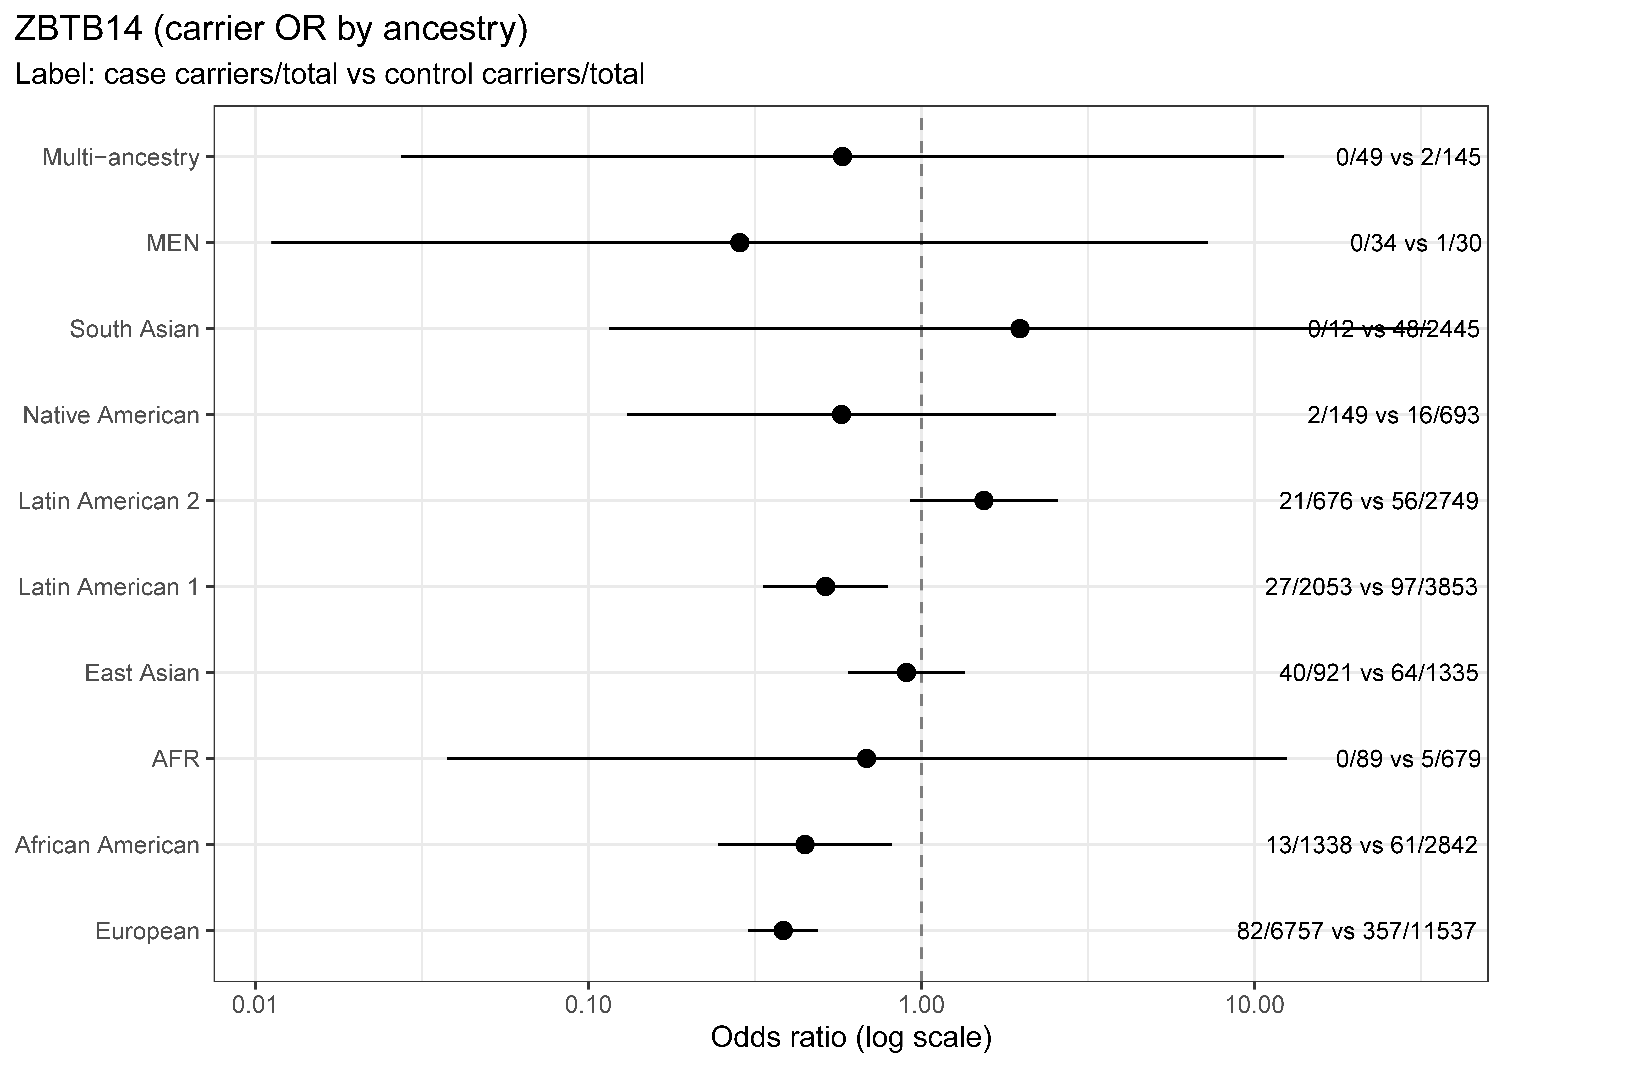 ZBTB14 (carrier OR by ancestry)
Label: case carriers/total vs control carriers/total
Multi−ancestry 0/49 vs 2/145
MEN 0/34 vs 1/30
South Asian 0/12 vs 48/2445
Native American 2/149 vs 16/693
Latin American 2 21/676 vs 56/2749
Latin American 1 27/2053 vs 97/3853
East Asian 40/921 vs 64/1335
AFR 0/89 vs 5/679
African American 13/1338 vs 61/2842
European 82/6757 vs 357/11537
0.01 0.10 1.00 10.00
Odds ratio (log scale)